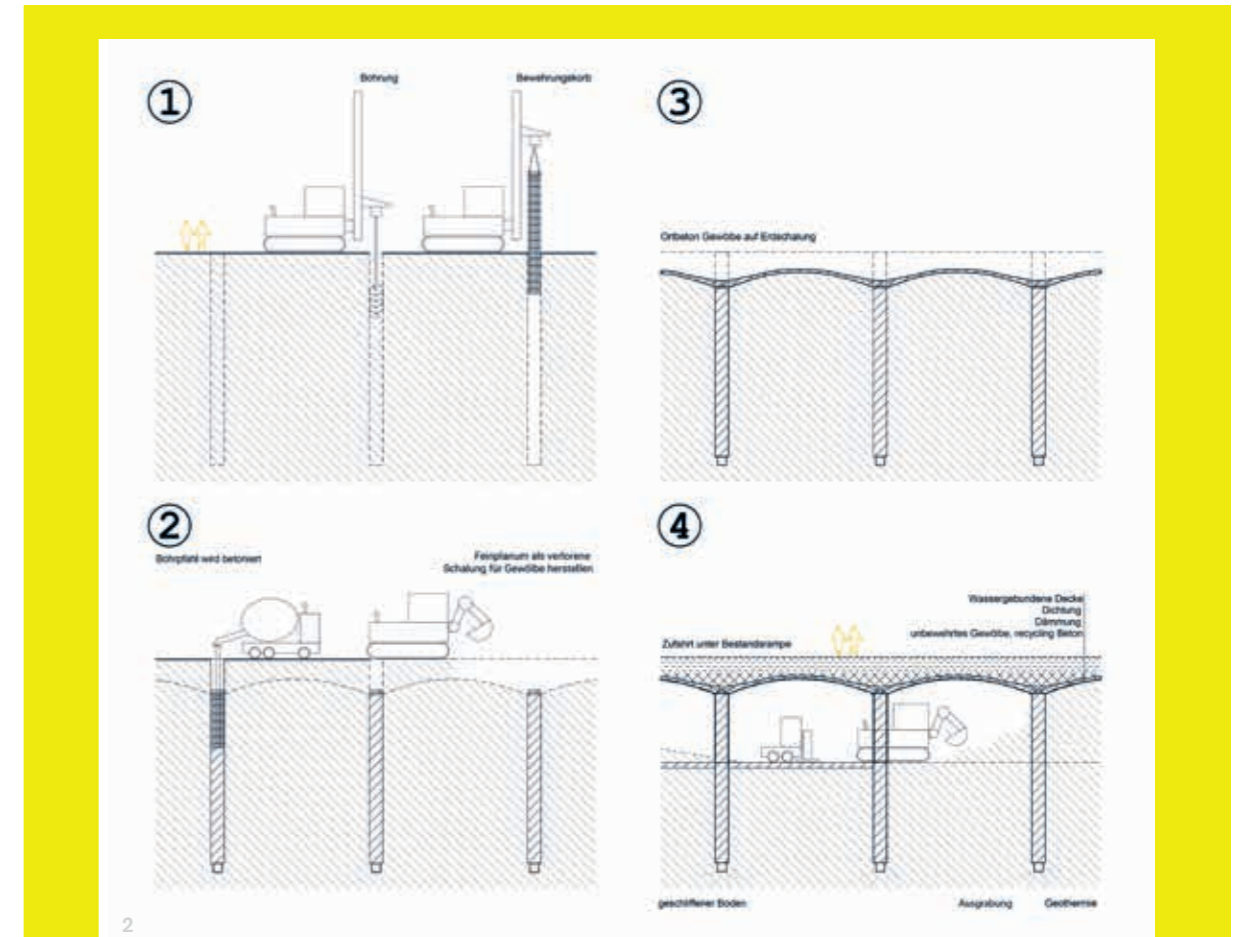 ①
Bohrung
Bewehrungskorb
②
Bohrpfahl wird betoniert
Feinplanum als verlorene
Schalung für Gewölbe herstellen
③
Ortbeton Gewölbe auf Erdschalung
④
Wassergebundene Decke
Dichtung
Dämmung
unbewehrtes Gewölbe, recycling Beton
Zufahrt unter Bestandsrampe
geschliffener Boden
Ausgrabung
Geothermie
2